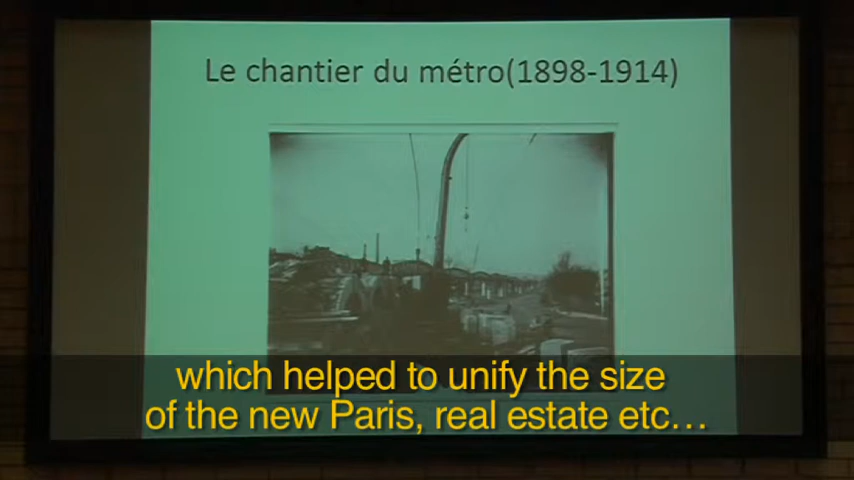 Le chantier du métro(1898-1914)
which helped to unify the size
of the new Paris, real estate etc...